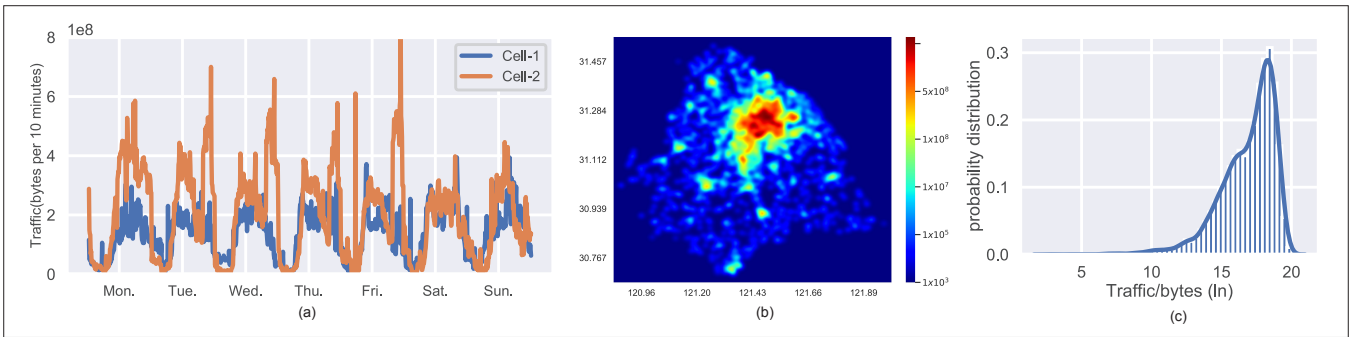 1e8
8
6
4
2
0
Traffic(bytes per 10 minutes)
Cell-1
Cell-2
Mon. Tue. Wed. Thu. Fri. Sat. Sun.
(a)
31.457
31.284
31.112
30.939
30.767
120.96 121.20 121.43 121.66 121.89
5x10⁸
1x10⁸
1x10⁷
1x10⁵
1x10³
(b)
0.3
0.2
0.1
0.0
probability distribution
5 10 15 20
Traffic/bytes (ln)
(c)